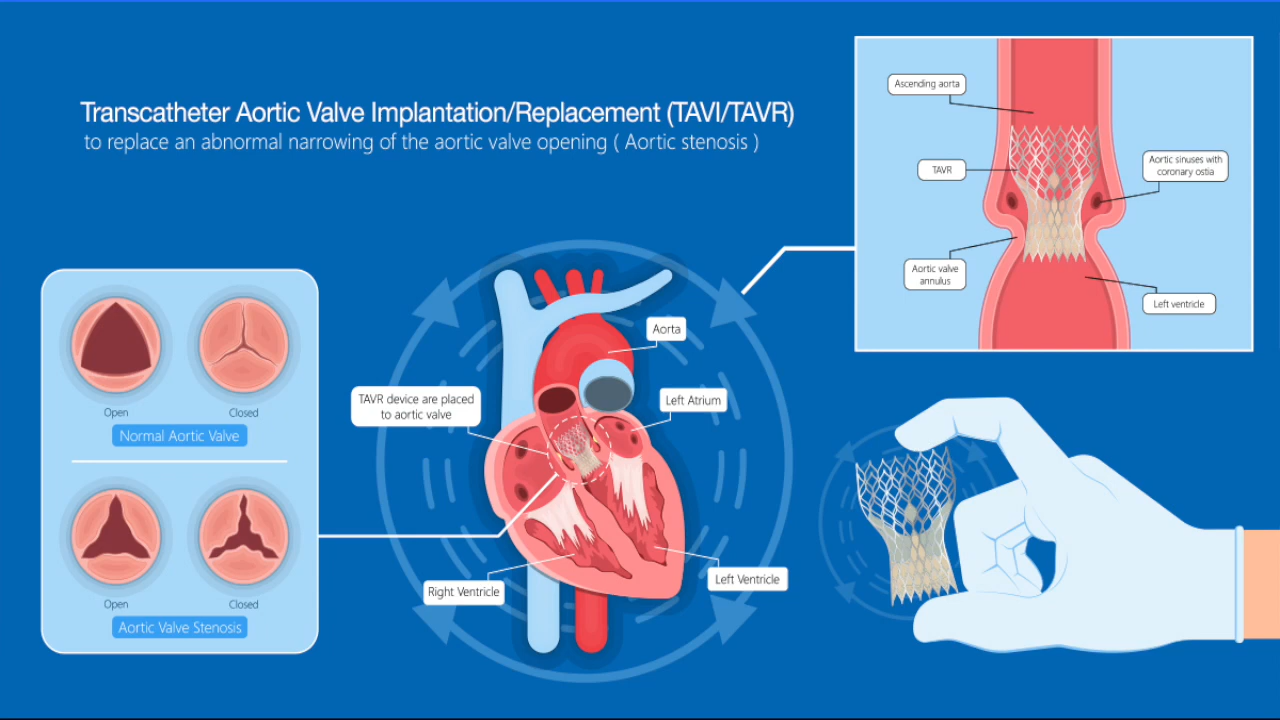 Transcatheter Aortic Valve Implantation/Replacement (TAVI/TAVR)
to replace an abnormal narrowing of the aortic valve opening ( Aortic stenosis )
Ascending aorta
TAVR
Aortic sinuses with
coronary ostia
Aortic valve
annulus
Left ventricle
Open
Closed
Normal Aortic Valve
Open
Closed
Aortic Valve Stenosis
Aorta
TAVR device are placed
to aortic valve
Left Atrium
Right Ventricle
Left Ventricle